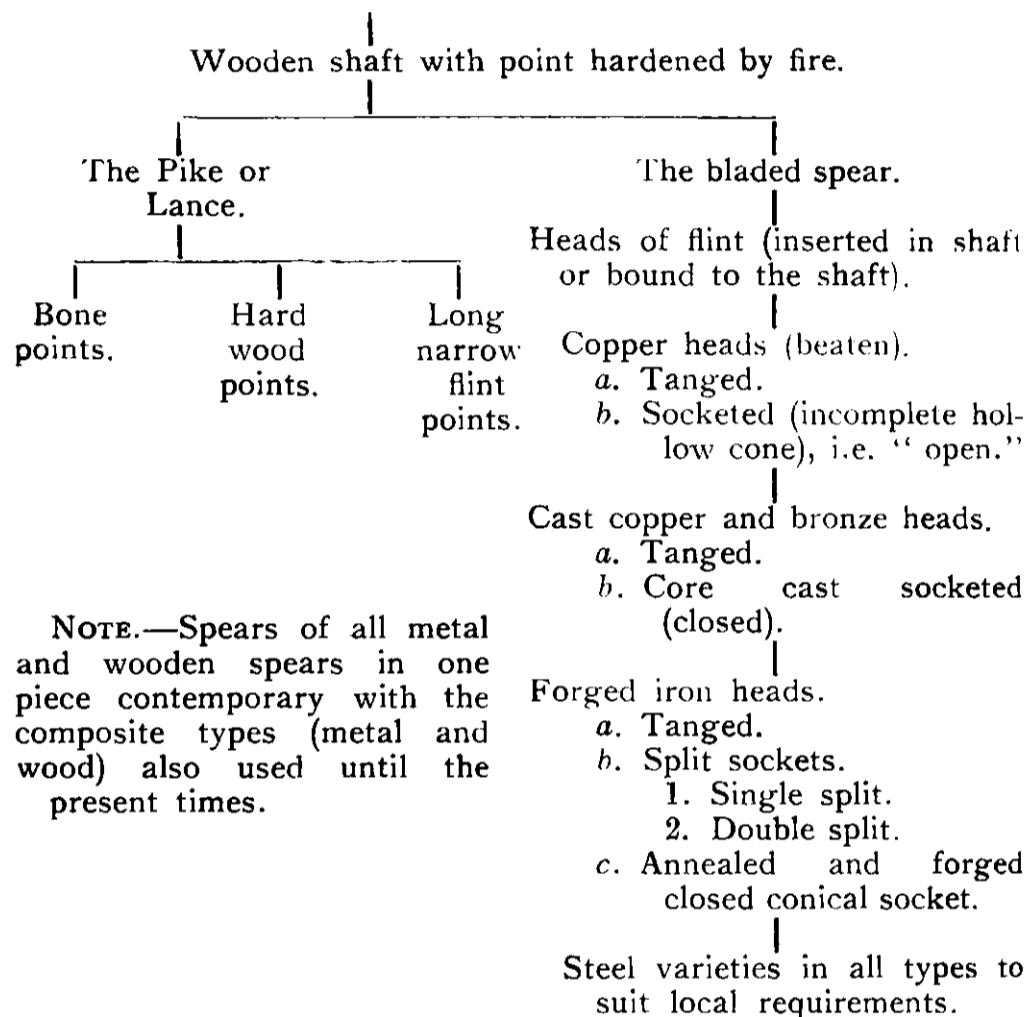 Wooden shaft with point hardened by fire.
The Pike or
Lance.
Bone
points.
Hard
wood
points.
Long
narrow
flint
points.
The bladed spear.
Heads of flint (inserted in shaft
or bound to the shaft).
Copper heads (beaten).
a. Tanged.
b. Socketed (incomplete hol-
low cone), i.e. “ open.”
Cast copper and bronze heads.
a. Tanged.
b. Core cast socketed
(closed).
Forged iron heads.
a. Tanged.
b. Split sockets.
1. Single split.
2. Double split.
c. Annealed and forged
closed conical socket.
Steel varieties in all types to
suit local requirements.
NOTE.—Spears of all metal
and wooden spears in one
piece contemporary with the
composite types (metal and
wood) also used until the
present times.